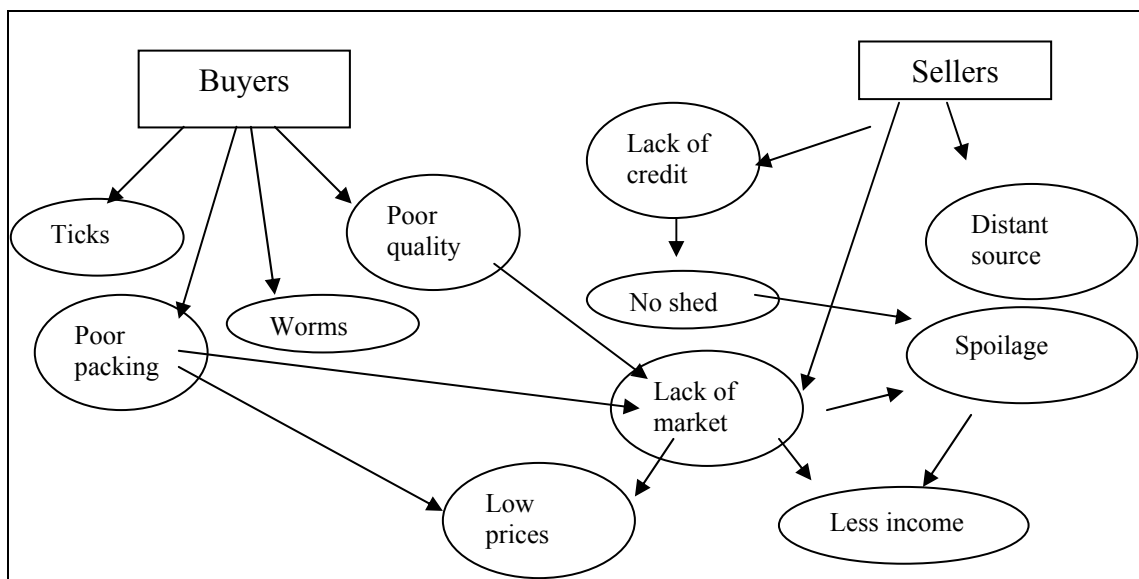 Buyers
Sellers
Lack of
credit
Ticks
Poor
quality
Distant
source
No shed
Worms
Poor
packing
Spoilage
Lack of
market
Low
prices
Less income